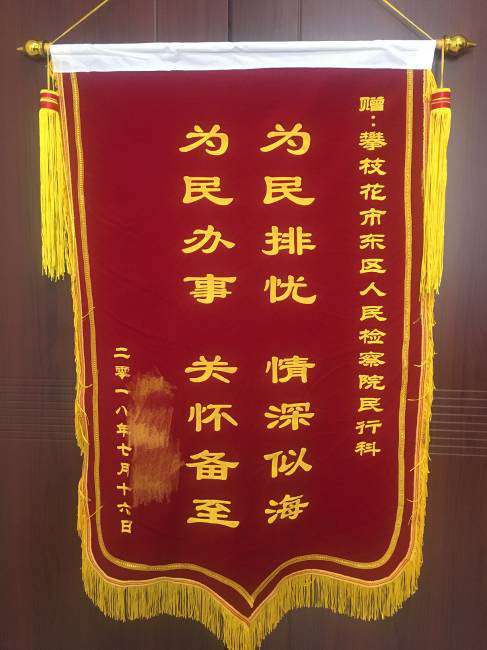 赠：攀枝花市东区人民检察院民行科
为民排忧 情深似海
为民办事 关怀备至
二零一八年七月十六日